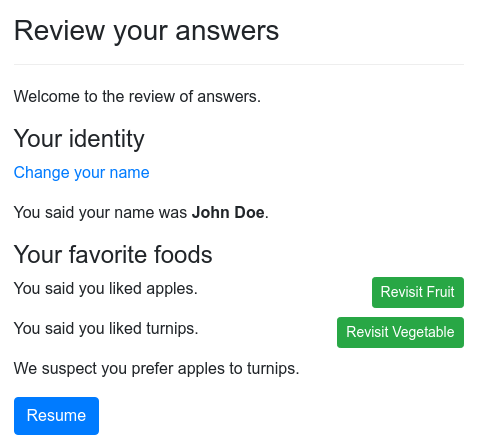 Review your answers
Welcome to the review of answers.
Your identity
Change your name
You said your name was John Doe.
Your favorite foods
You said you liked apples.
Revisit Fruit
You said you liked turnips.
Revisit Vegetable
We suspect you prefer apples to turnips.
Resume